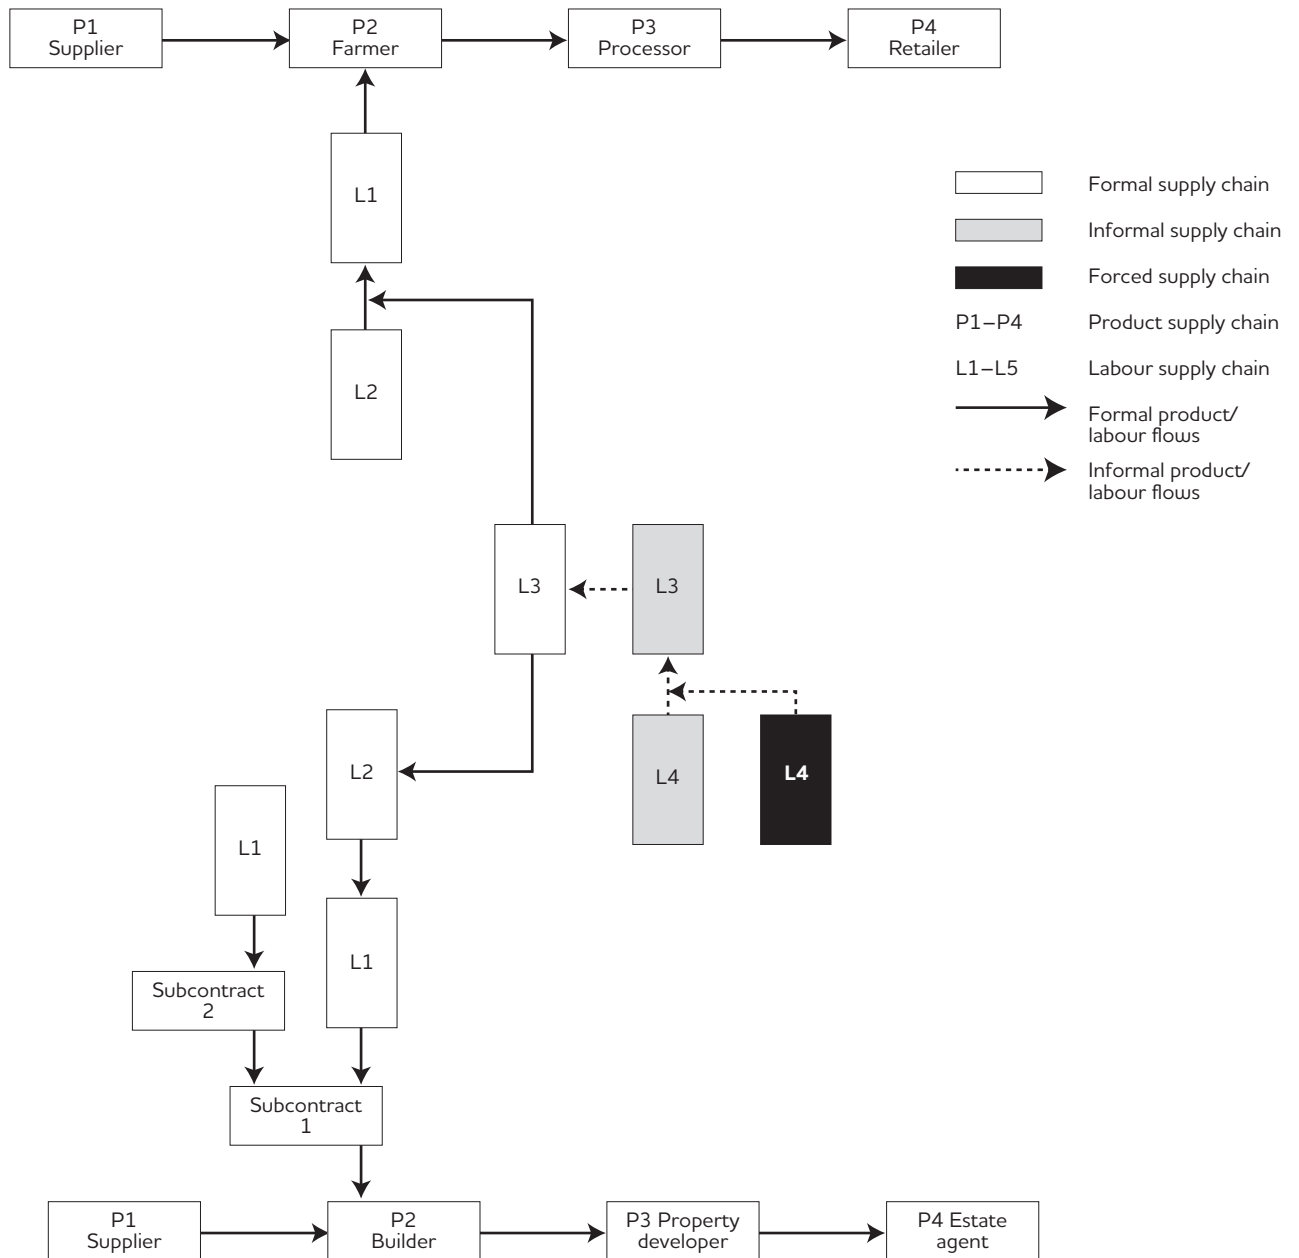 P1
Supplier
P2
Farmer
P3
Processor
P4
Retailer
L1
L2
Formal supply chain
Informal supply chain
Forced supply chain
P1–P4 Product supply chain
L1–L5 Labour supply chain
Formal product/
labour flows
Informal product/
labour flows
L3
L3
L2
L4
L4
L1
L1
Subcontract
2
Subcontract
1
P1
Supplier
P2
Builder
P3 Property
developer
P4 Estate
agent